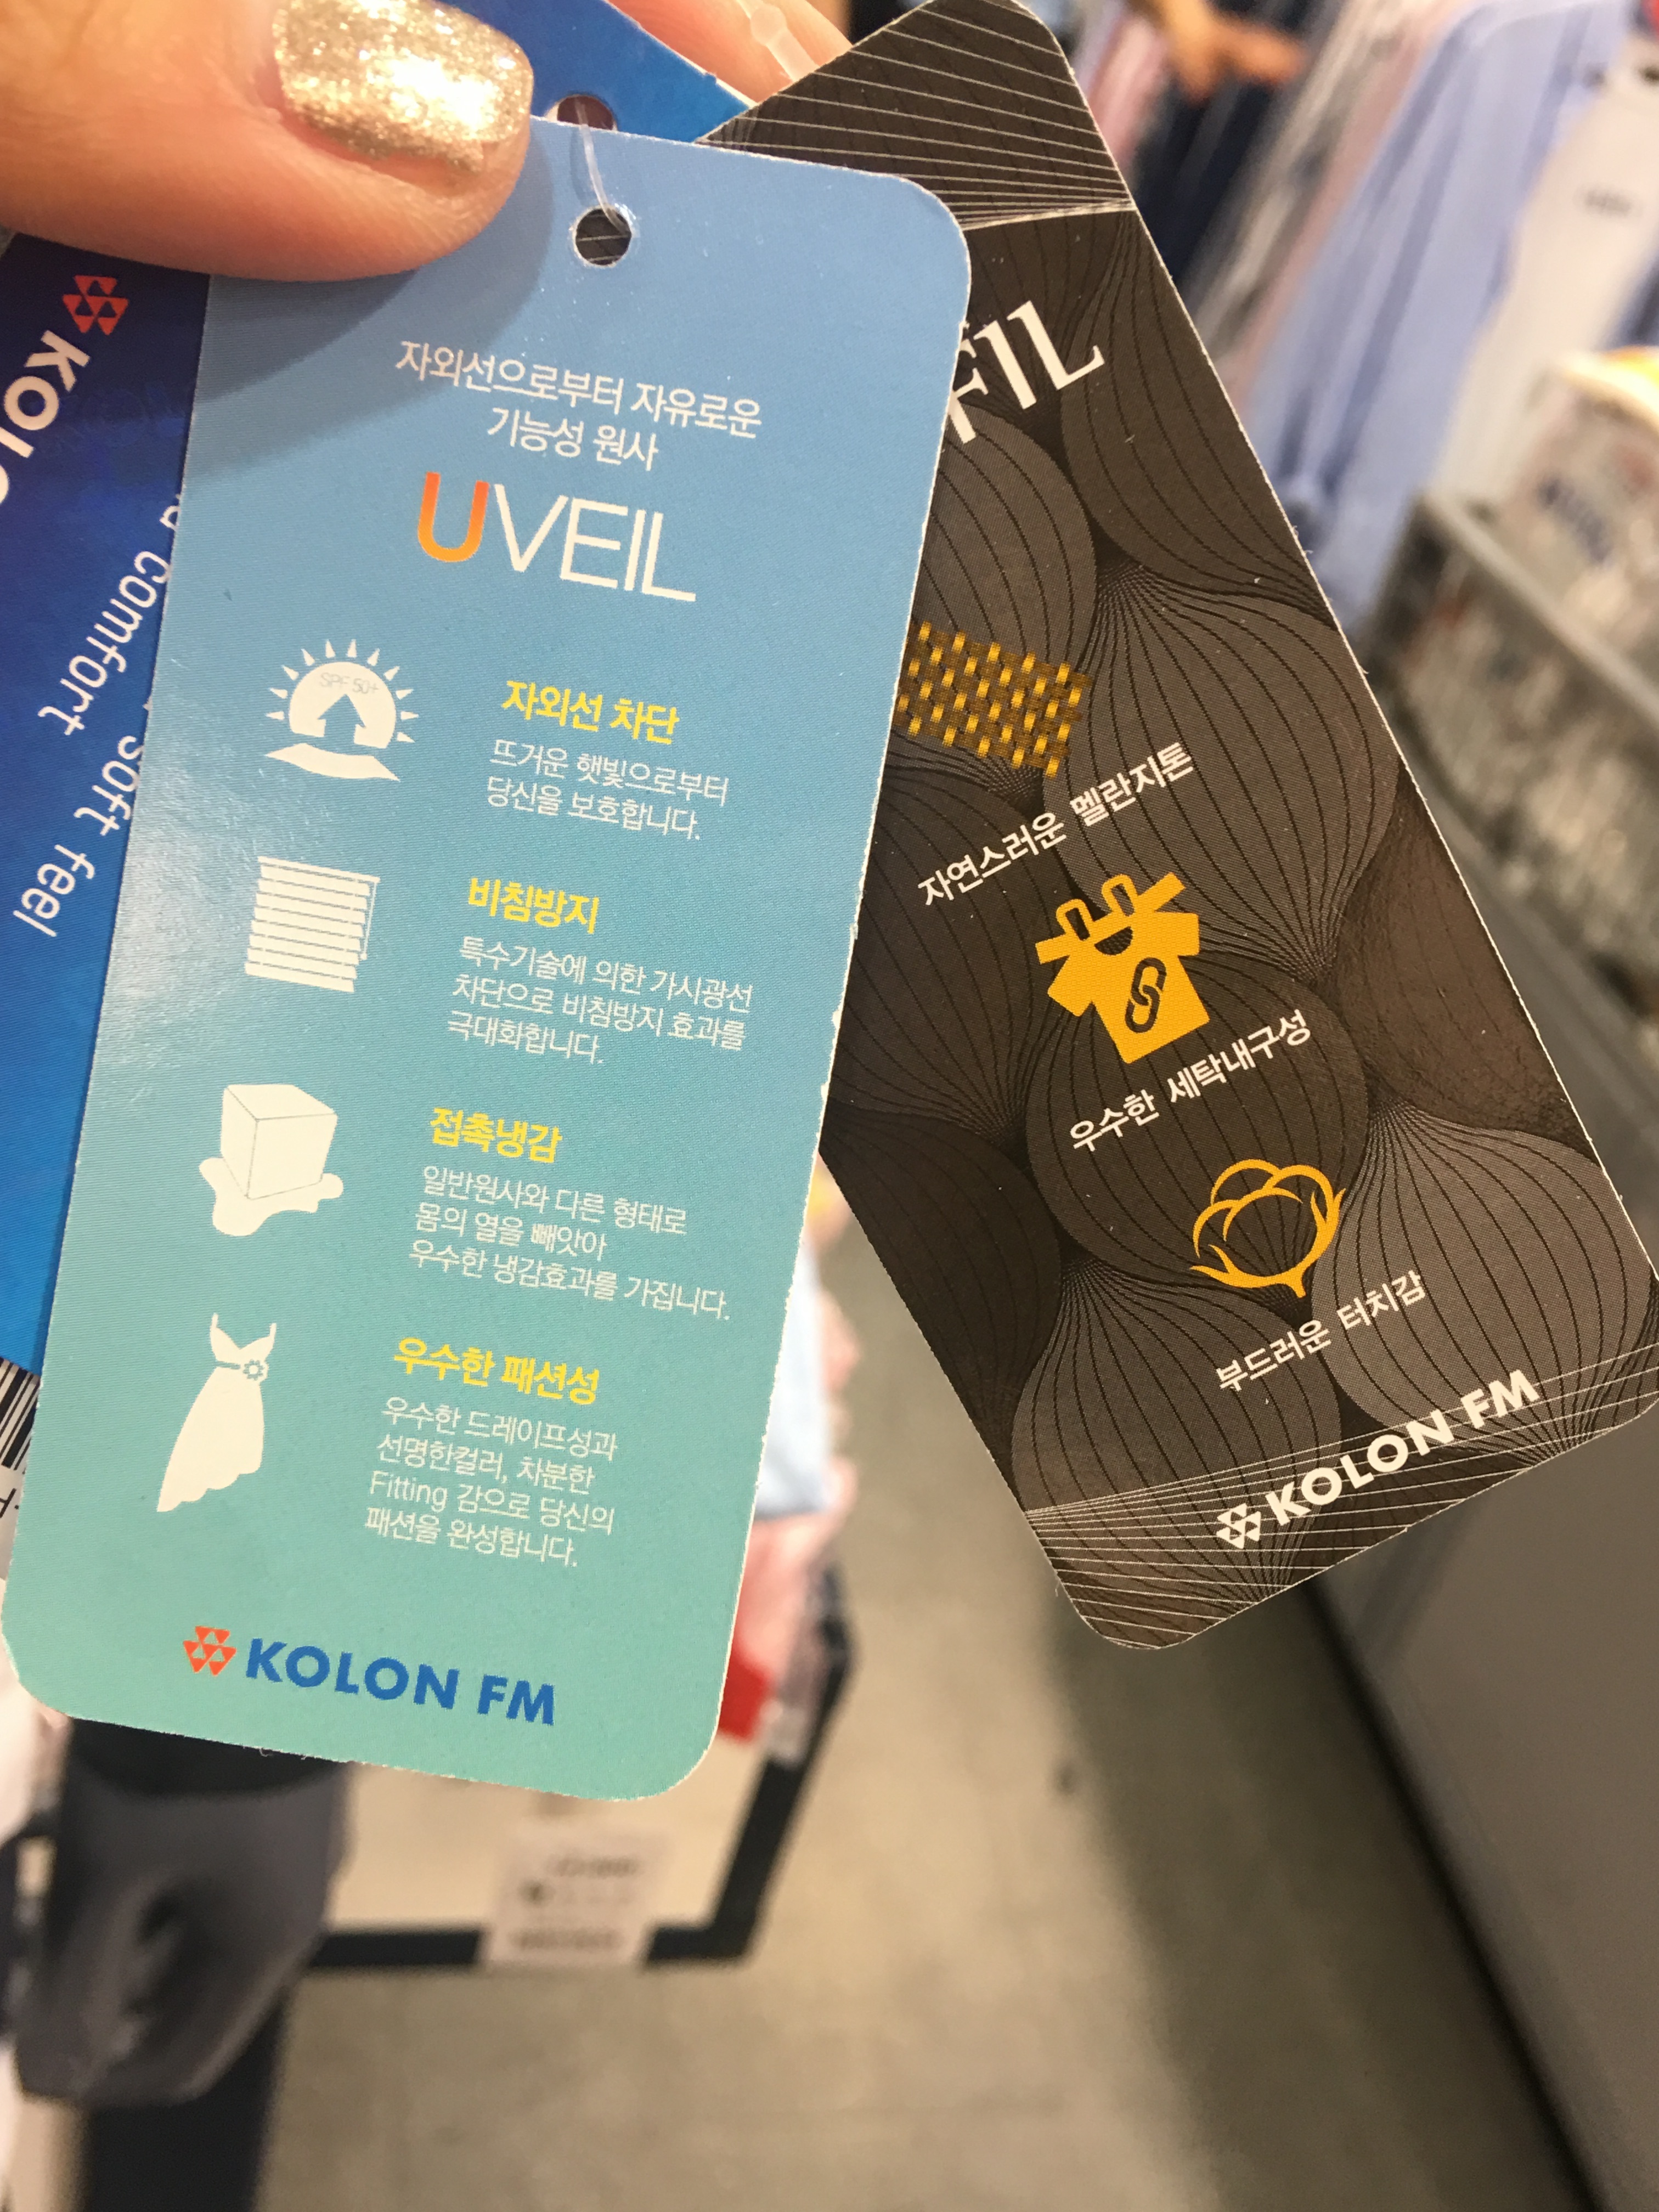 자외선으로부터 자유로운
기능성 원사
UVEIL
SPF 50+
자외선 차단
뜨거운 햇빛으로부터
당신을 보호합니다.
비침방지
특수기술에 의한 가시광선
차단으로 비침방지 효과를
극대화합니다.
접촉냉감
일반원사와 다른 형태로
몸의 열을 빼앗아
우수한 냉감효과를 가집니다.
우수한 패션성
우수한 드레이프성과
선명한컬러, 차분한
Fitting 감으로 당신의
패션을 완성합니다.
KOLON FM
FIL
자연스러운 멜란지톤
우수한 세탁내구성
부드러운 터치감
KOLON FM
comfort
soft feel